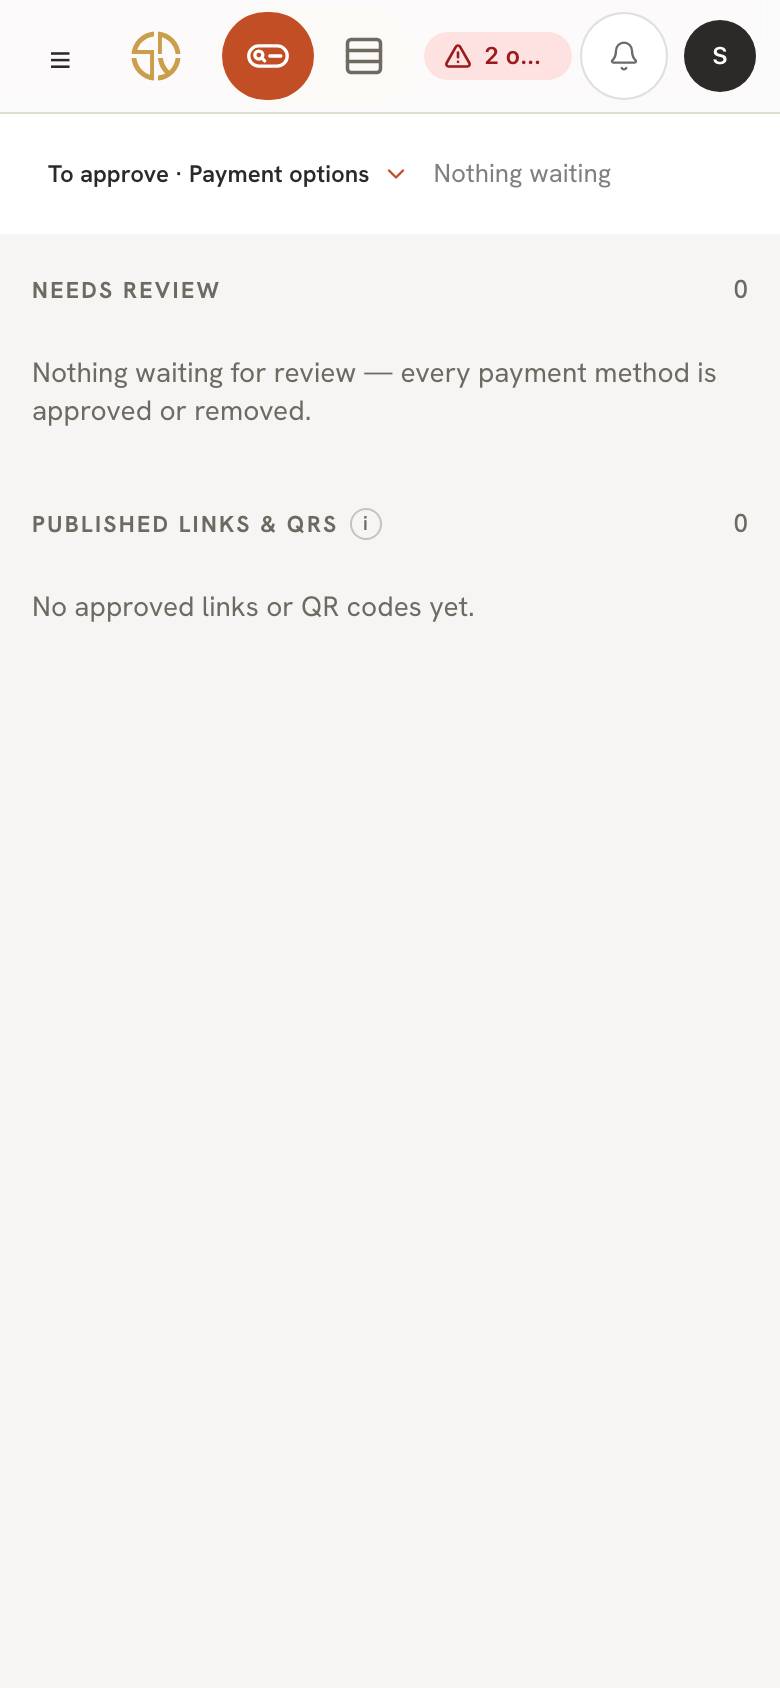 2 o...
S
To approve · Payment options
Nothing waiting
NEEDS REVIEW
0
Nothing waiting for review — every payment method is
approved or removed.
PUBLISHED LINKS & QRS
i
0
No approved links or QR codes yet.